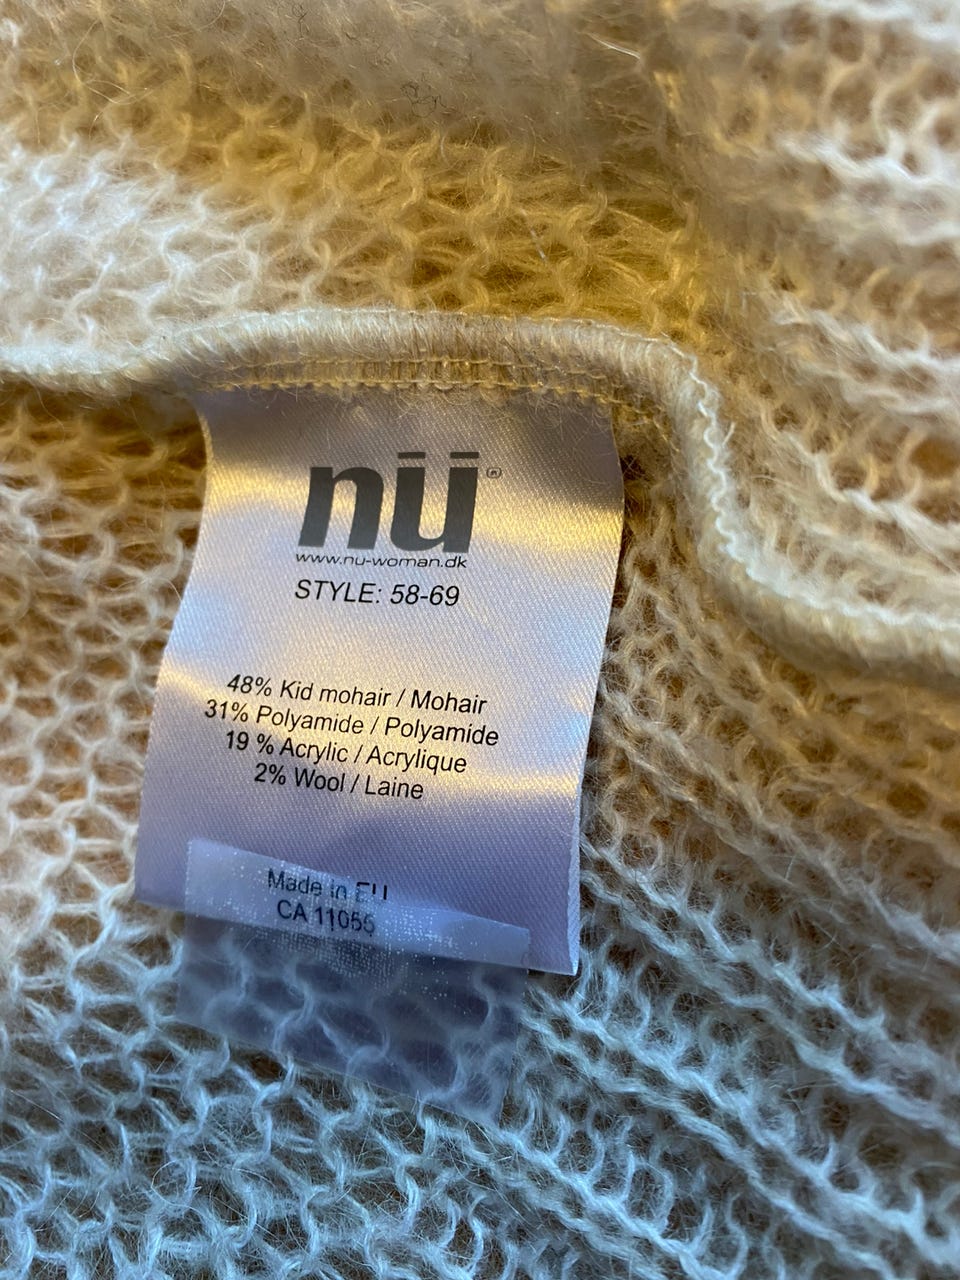 nü®
www.nu-woman.dk
STYLE: 58-69
48% Kid mohair / Mohair
31% Polyamide / Polyamide
19 % Acrylic / Acrylique
2% Wool / Laine
Made in EU
CA 11055